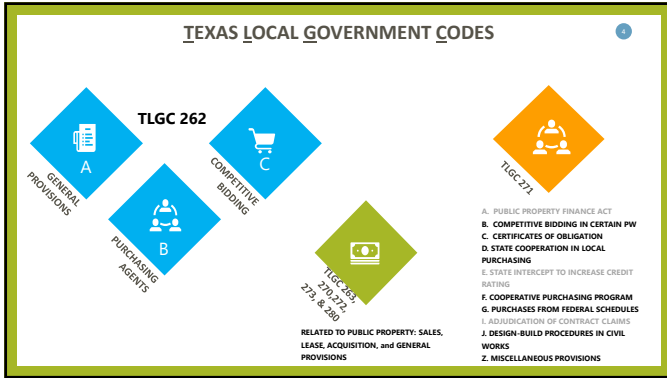 TEXAS LOCAL GOVERNMENT CODES
4
TLGC 262
A
GENERAL
PROVISIONS
B
PURCHASING
AGENTS
C
COMPETITIVE
BIDDING
TLGC 263,
270,272,
273, & 280
RELATED TO PUBLIC PROPERTY: SALES,
LEASE, ACQUISITION, and GENERAL
PROVISIONS
TLGC 271
A. PUBLIC PROPERTY FINANCE ACT
B. COMPETITIVE BIDDING IN CERTAIN PW
C. CERTIFICATES OF OBLIGATION
D. STATE COOPERATION IN LOCAL
PURCHASING
E. STATE INTERCEPT TO INCREASE CREDIT
RATING
F. COOPERATIVE PURCHASING PROGRAM
G. PURCHASES FROM FEDERAL SCHEDULES
I. ADJUDICATION OF CONTRACT CLAIMS
J. DESIGN-BUILD PROCEDURES IN CIVIL
WORKS
Z. MISCELLANEOUS PROVISIONS